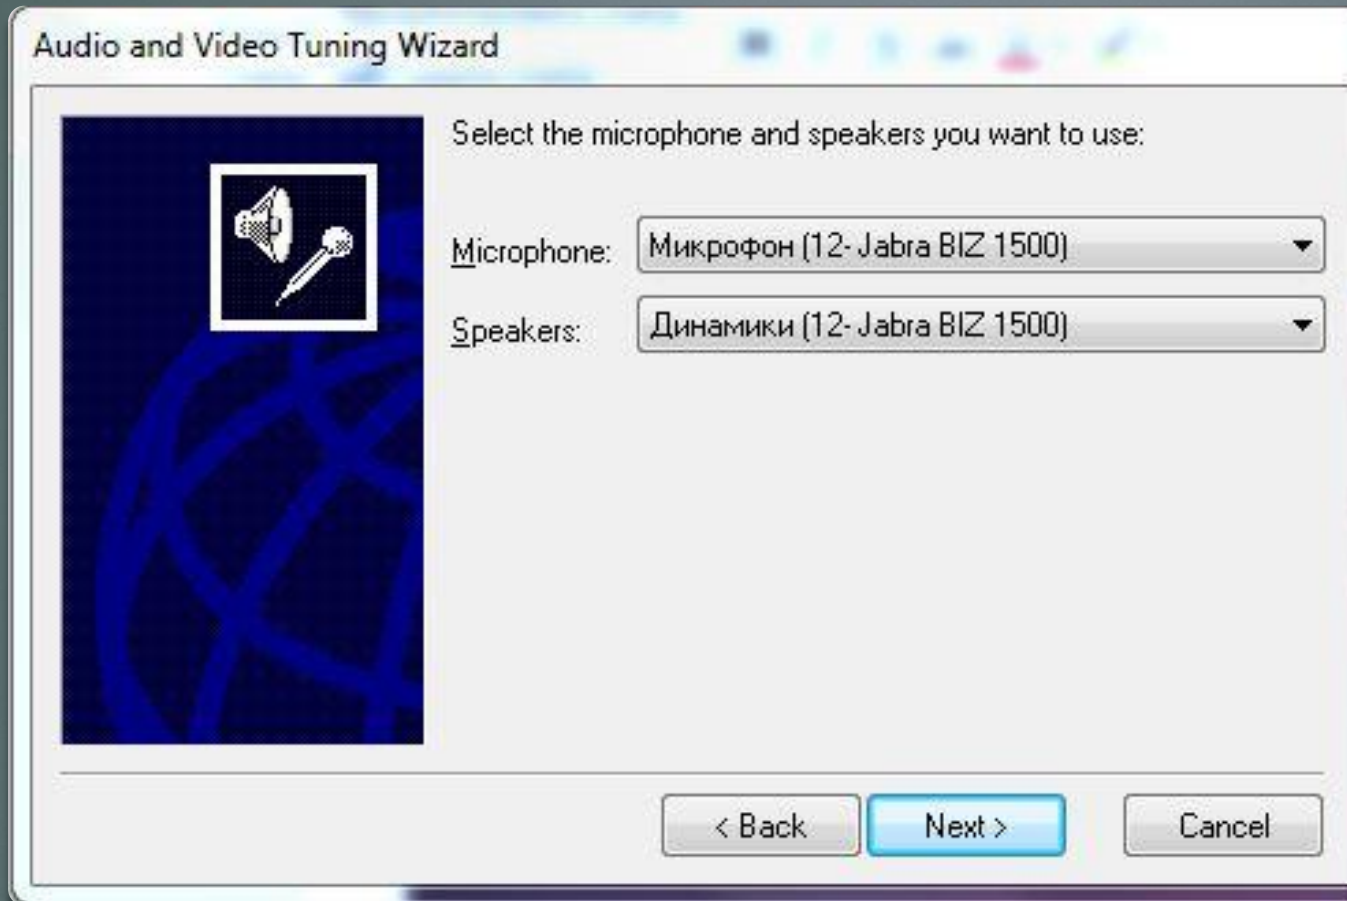 Audio and Video Tuning Wizard
Select the microphone and speakers you want to use:
Microphone: Микрофон (12- Jabra BIZ 1500)
Speakers: Динамики (12- Jabra BIZ 1500)
< Back Next > Cancel